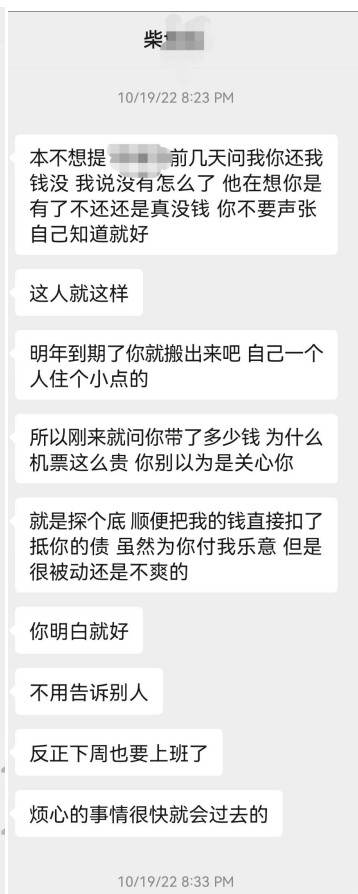 柴
10/19/22 8:23 PM
本不想提 前几天问我你还我
钱没 我说没有怎么了 他在想你是
有了不还还是真没钱 你不要声张
自己知道就好
这人就这样
明年到期了你就搬出来吧 自己一个
人住个小点的
所以刚来就问你带了多少钱 为什么
机票这么贵 你别以为是关心你
就是探个底 顺便把我的钱直接扣了
抵你的债 虽然为你付我乐意 但是
很被动还是不爽的
你明白就好
不用告诉别人
反正下周也要上班了
烦心的事情很快就会过去的
10/19/22 8:33 PM